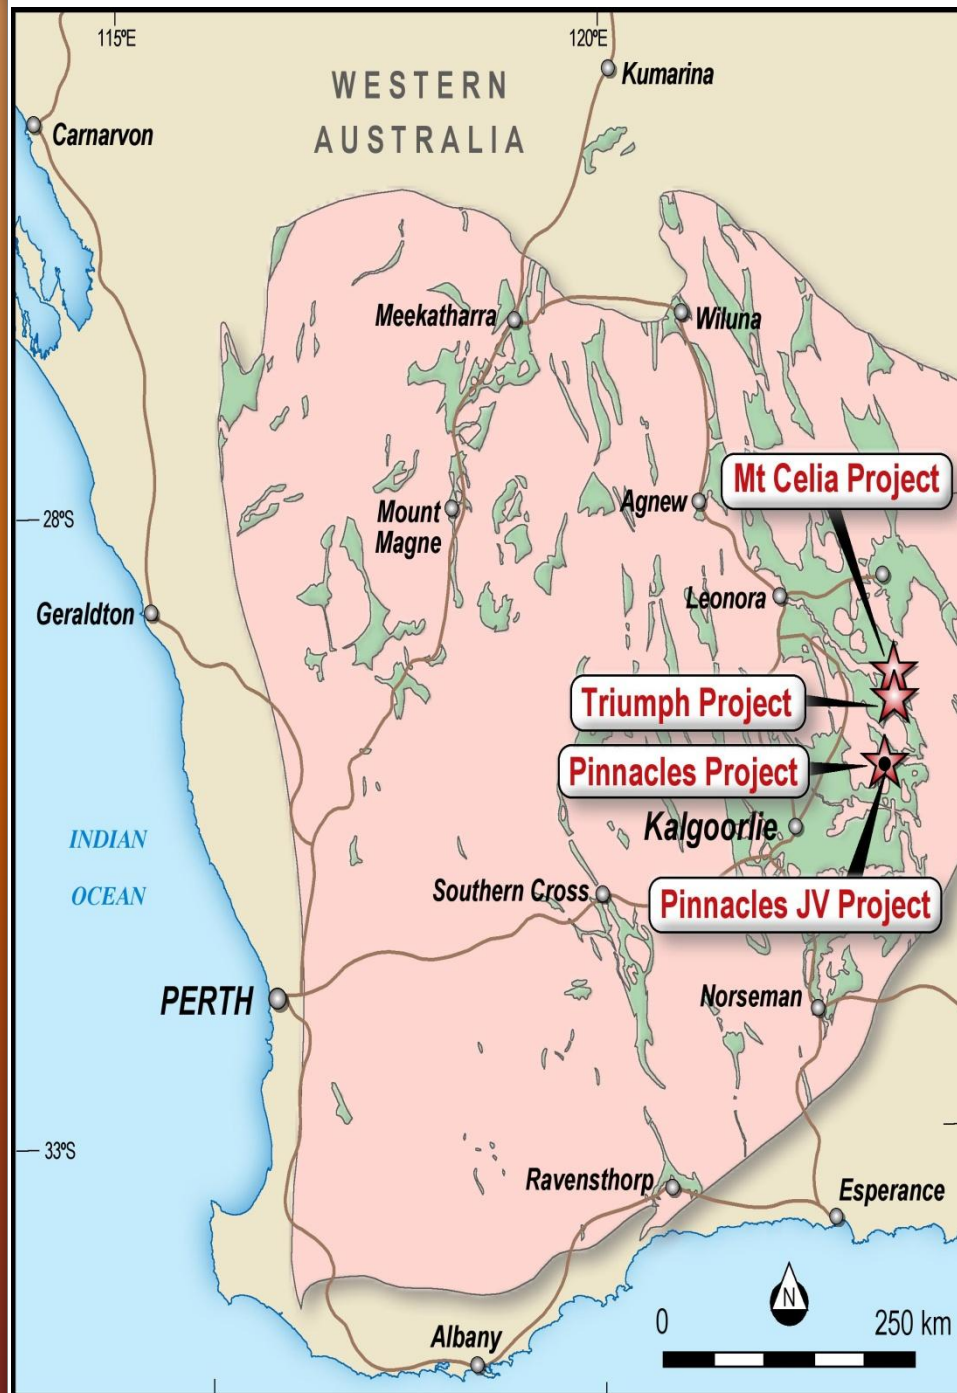 115ºE
120ºE
WESTERN
AUSTRALIA
Kumarina
Carnarvon
Meekatharra
Wiluna
Mt Celia Project
Mount
Magne
Agnew
28ºS
Leonora
Geraldton
Triumph Project
Pinnacles Project
Kalgoorlie
INDIAN
OCEAN
Southern Cross
Pinnacles JV Project
PERTH
Norseman
33ºS
Ravensthorp
Esperance
N
0
250 km
Albany